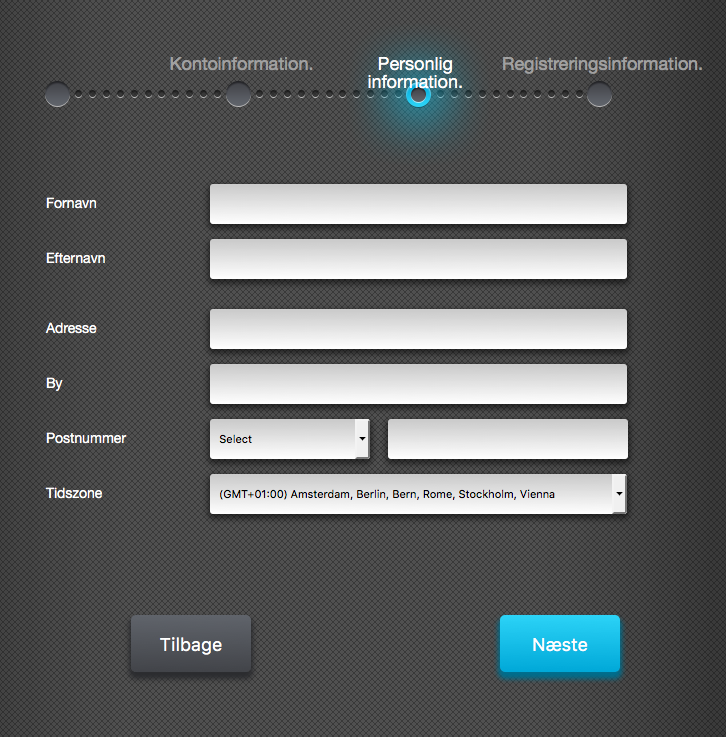 Kontoinformation.
Personlig
information.
Registreringsinformation.
Fornavn
Efternavn
Adresse
By
Postnummer
Select
Tidszone
(GMT+01:00) Amsterdam, Berlin, Bern, Rome, Stockholm, Vienna
Tilbage
Næste